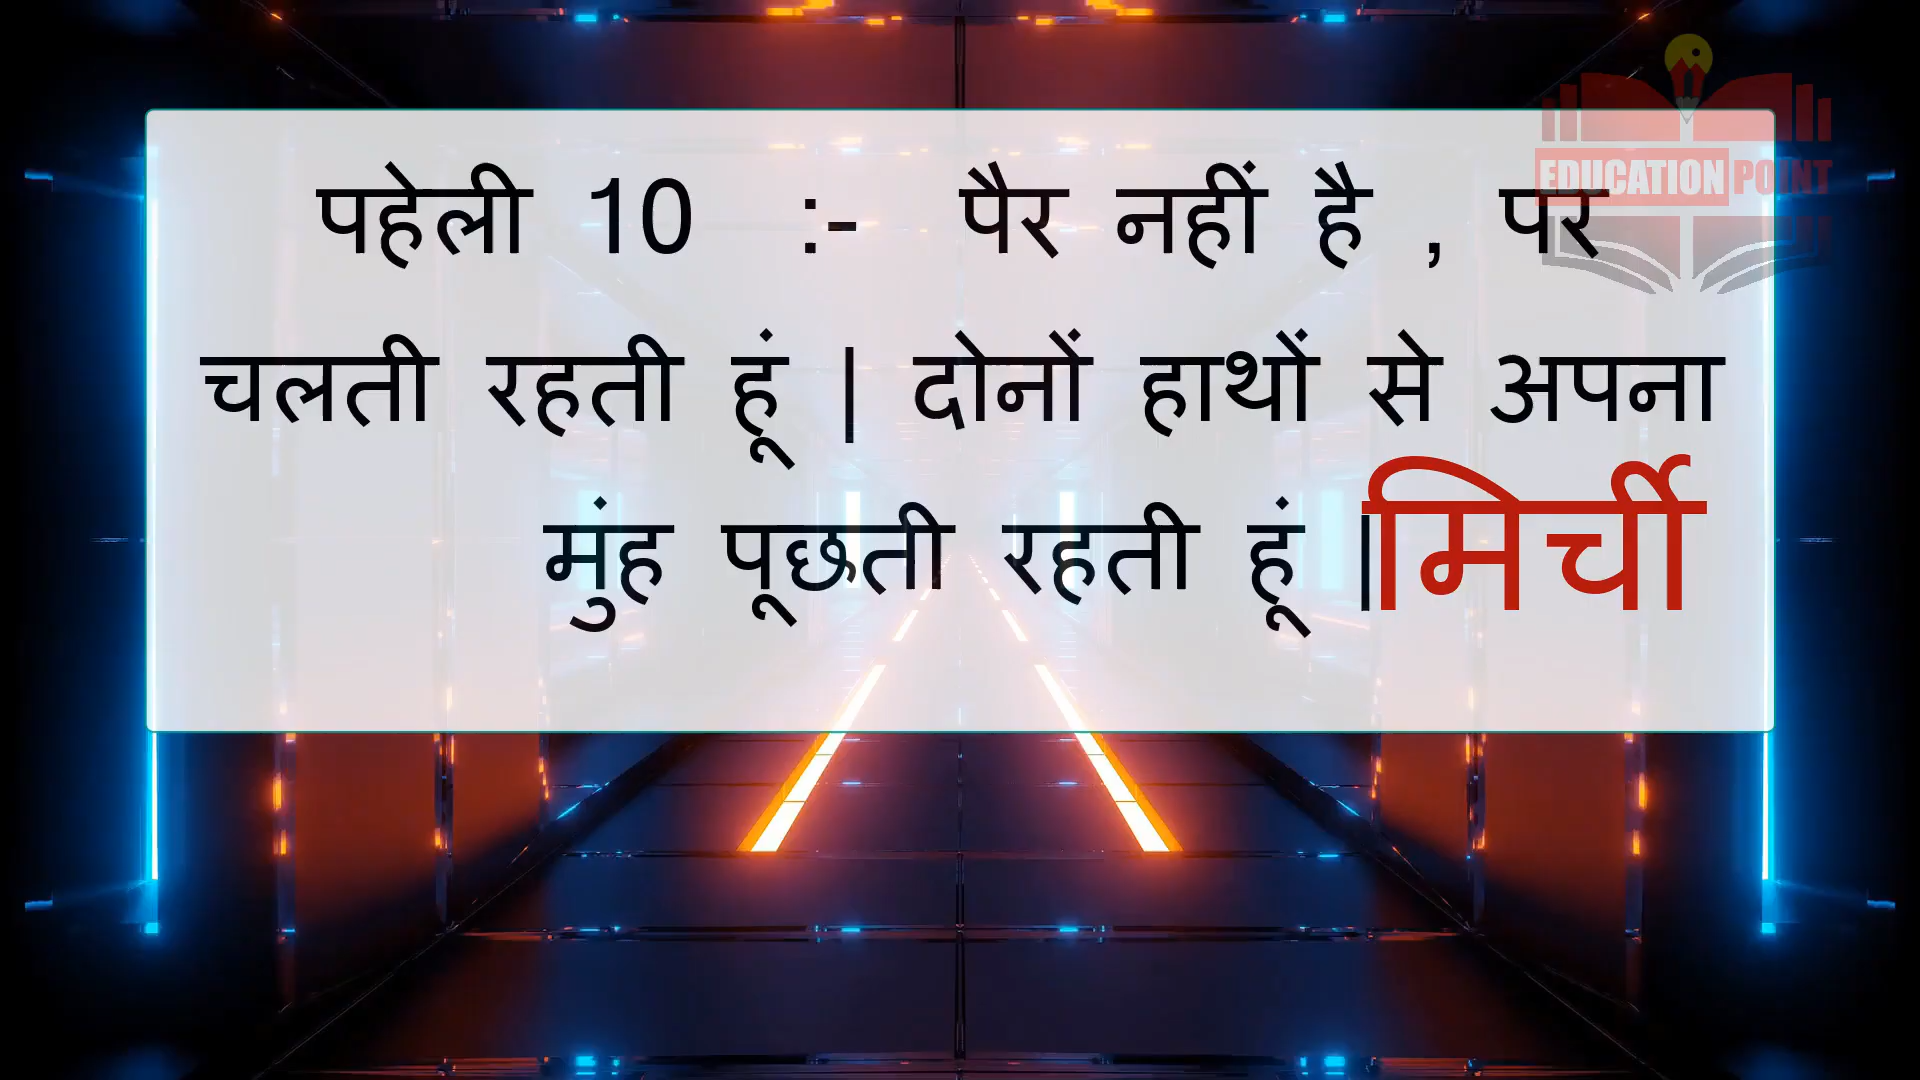 EDUCATION POINT
पहेली 10 :- पैर नहीं है , पर
चलती रहती हूं | दोनों हाथों से अपना
मुंह पूछती रहती हूं |
मिर्ची